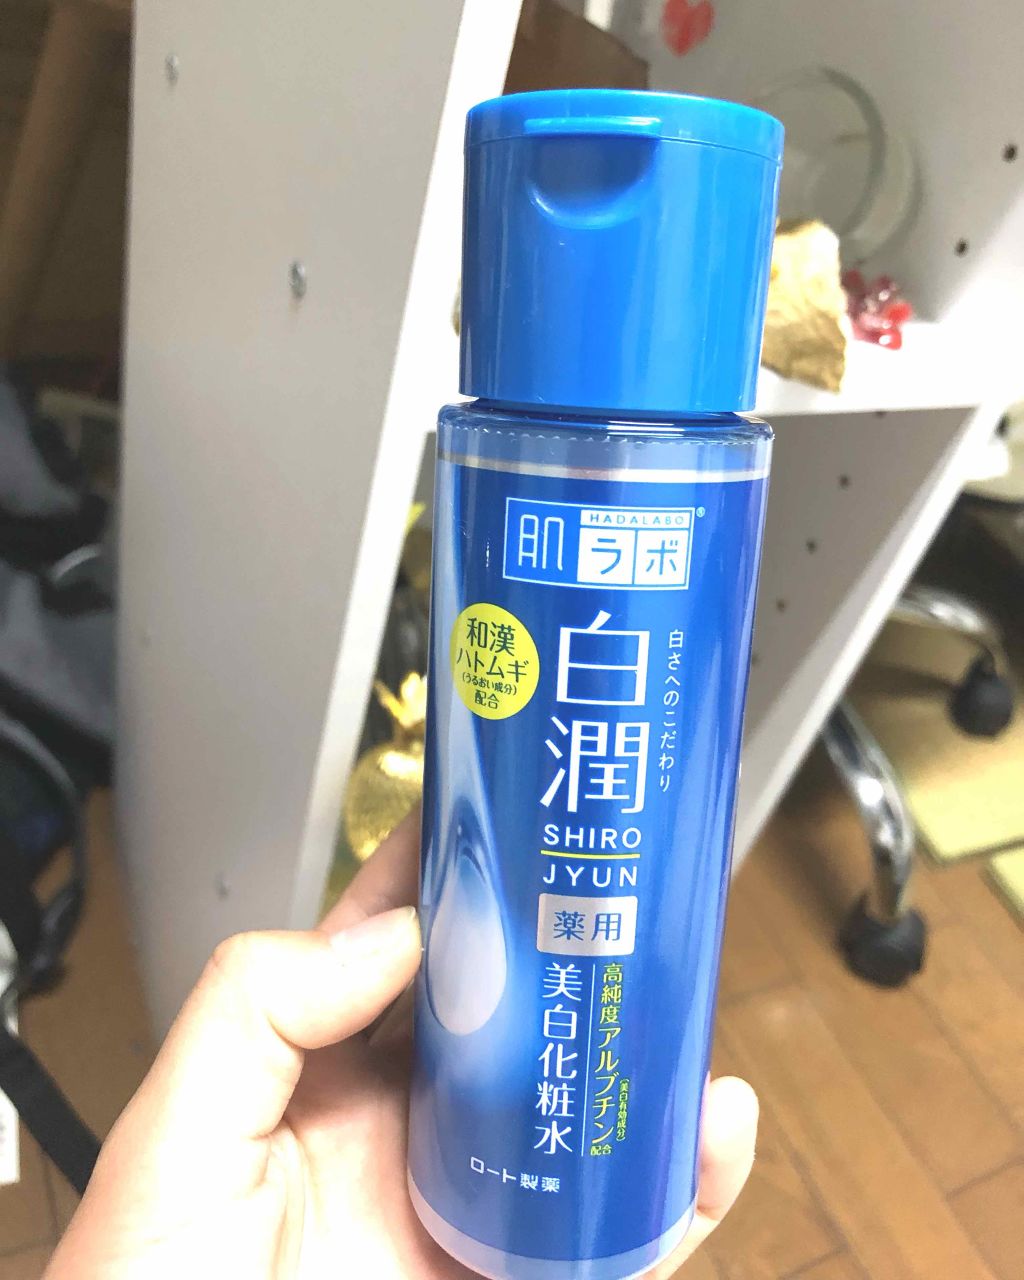 肌
HADALABO®
ラボ
和漢
ハトムギ
(うるおい成分)
配合
白潤
白さへのこだわり
SHIRO
JYUN
薬用
美白化粧水
高純度アルブチン配合
(美白有効成分)
ロート製薬